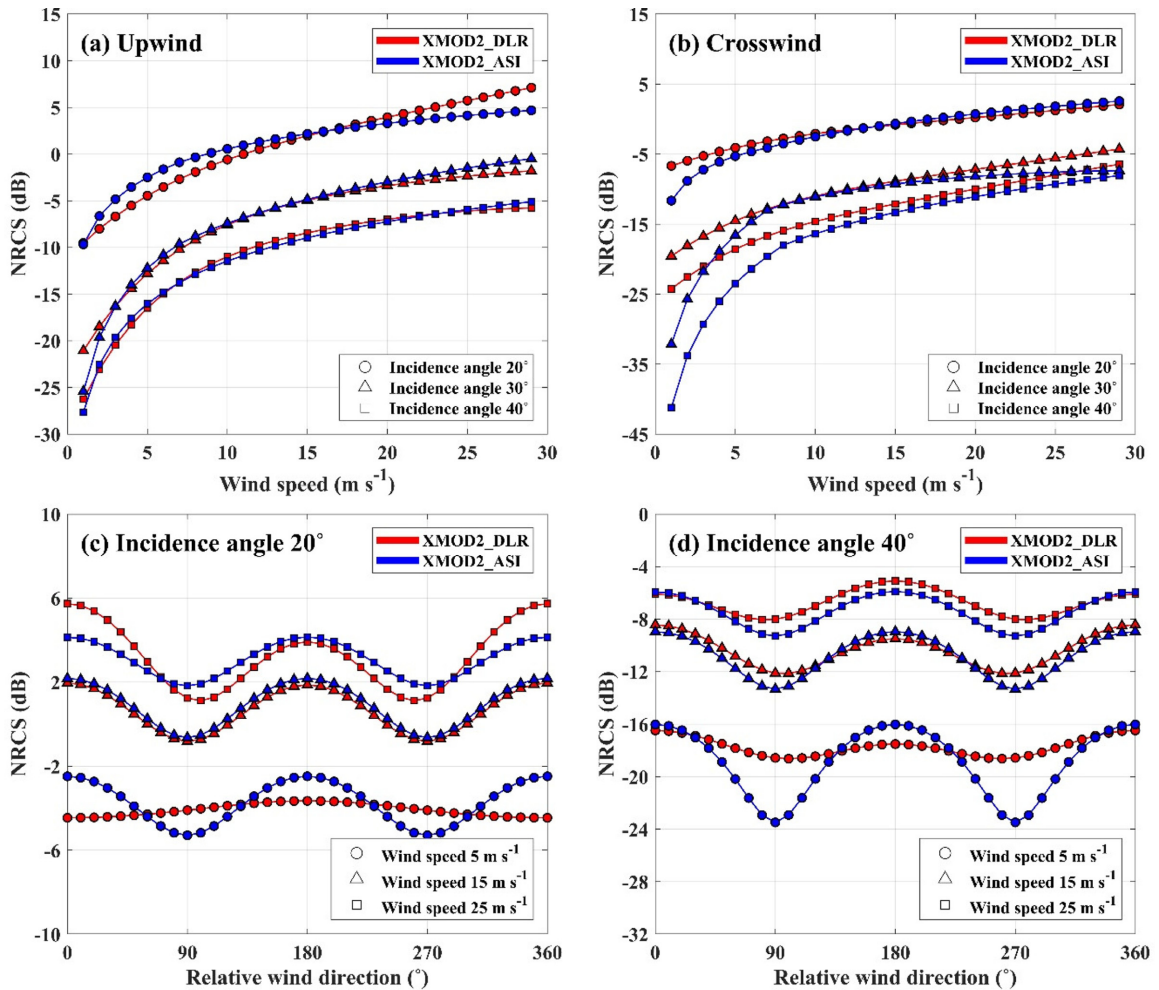 (a) Upwind
XMOD2_DLR
XMOD2_ASI
15
10
5
0
-5
-10
-15
-20
-25
-30
NRCS (dB)
Incidence angle 20°
Incidence angle 30°
Incidence angle 40°
0 5 10 15 20 25 30
Wind speed (m s⁻¹)
(b) Crosswind
XMOD2_DLR
XMOD2_ASI
15
5
-5
-15
-25
-35
-45
NRCS (dB)
Incidence angle 20°
Incidence angle 30°
Incidence angle 40°
0 5 10 15 20 25 30
Wind speed (m s⁻¹)
(c) Incidence angle 20°
XMOD2_DLR
XMOD2_ASI
10
6
2
-2
-6
-10
NRCS (dB)
Wind speed 5 m s⁻¹
Wind speed 15 m s⁻¹
Wind speed 25 m s⁻¹
0 90 180 270 360
Relative wind direction (°)
(d) Incidence angle 40°
XMOD2_DLR
XMOD2_ASI
0
-4
-8
-12
-16
-20
-24
-28
-32
NRCS (dB)
Wind speed 5 m s⁻¹
Wind speed 15 m s⁻¹
Wind speed 25 m s⁻¹
0 90 180 270 360
Relative wind direction (°)